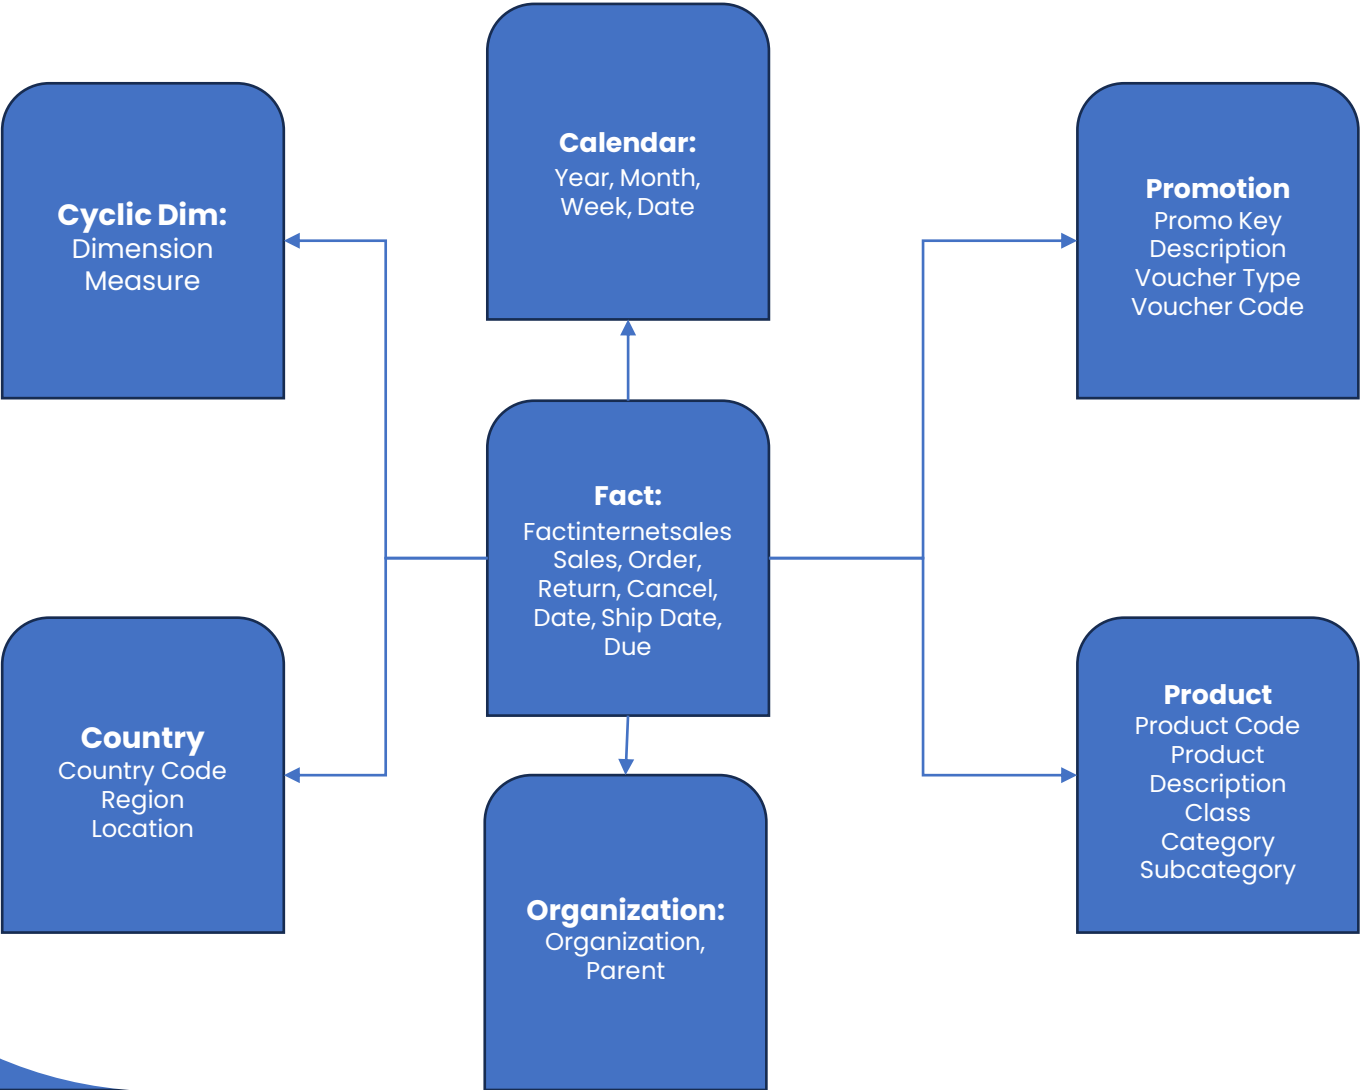 Calendar:
Year, Month,
Week, Date
Cyclic Dim:
Dimension
Measure
Promotion
Promo Key
Description
Voucher Type
Voucher Code
Fact:
Factinternetsales
Sales, Order,
Return, Cancel,
Date, Ship Date,
Due
Country
Country Code
Region
Location
Product
Product Code
Product
Description
Class
Category
Subcategory
Organization:
Organization,
Parent